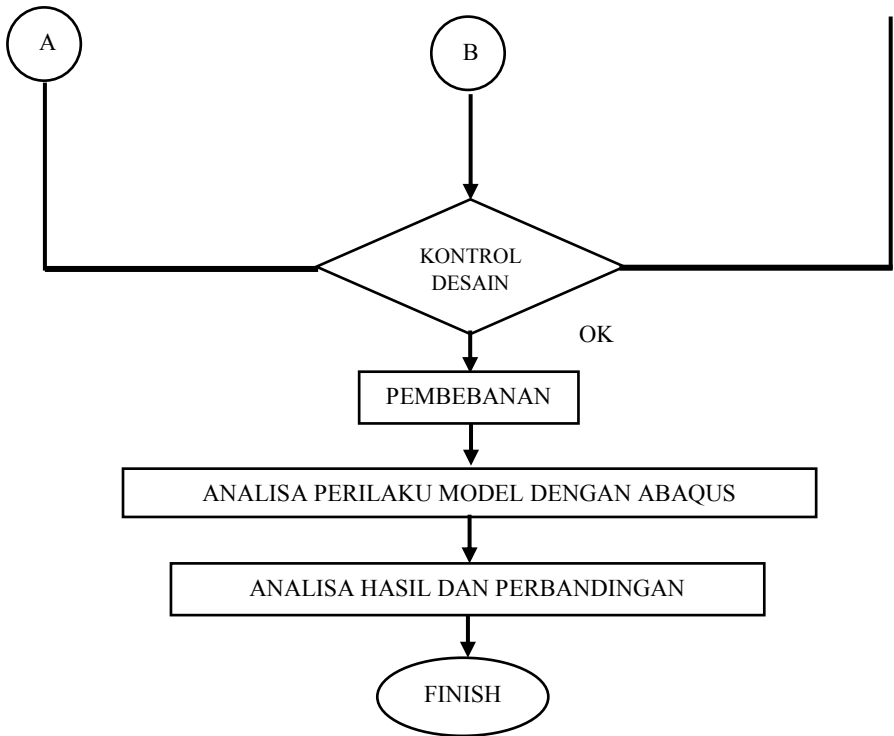 A
B
KONTROL
DESAIN
OK
PEMBEBANAN
ANALISA PERILAKU MODEL DENGAN ABAQUS
ANALISA HASIL DAN PERBANDINGAN
FINISH